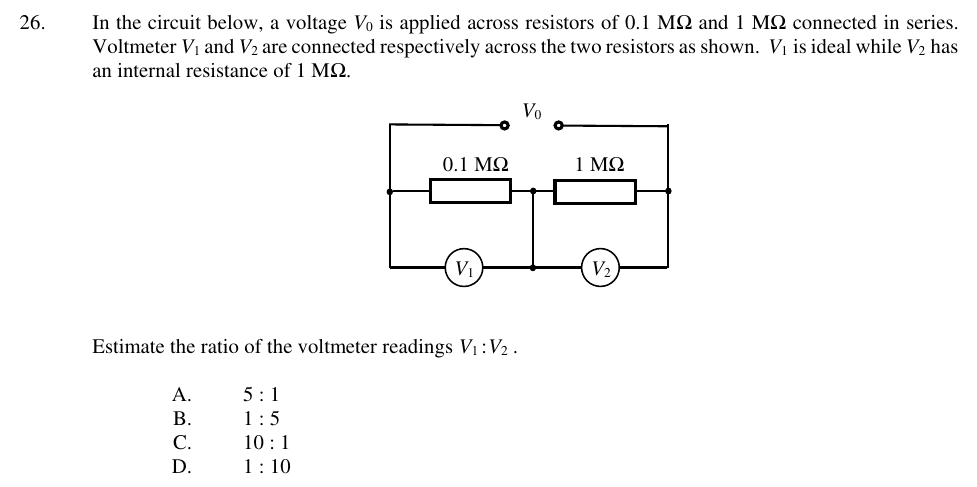 26. In the circuit below, a voltage V₀ is applied across resistors of 0.1 MΩ and 1 MΩ connected in series.
Voltmeter V₁ and V₂ are connected respectively across the two resistors as shown. V₁ is ideal while V₂ has
an internal resistance of 1 MΩ.
V₀
0.1 MΩ 1 MΩ
V₁ V₂
Estimate the ratio of the voltmeter readings V₁ : V₂ .
A. 5 : 1
B. 1 : 5
C. 10 : 1
D. 1 : 10